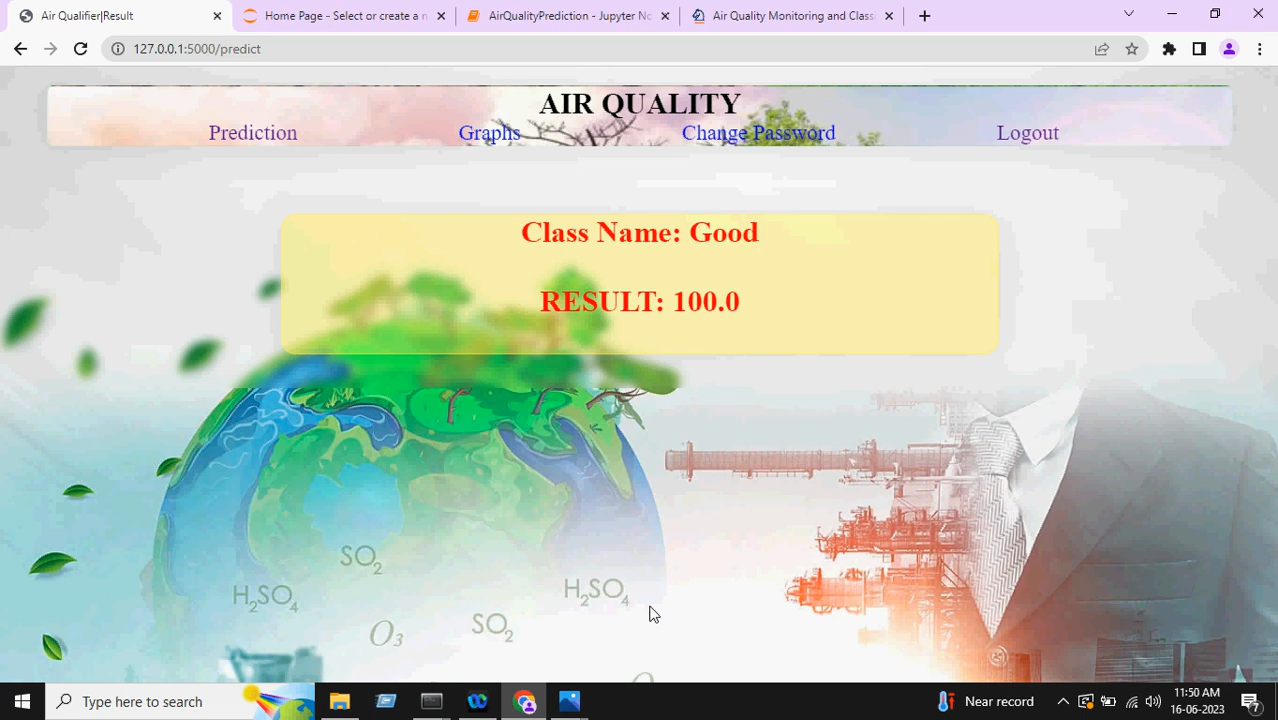 Air Qualifier|Result
Home Page - Select or create a n
AirQualityPrediction - Jupyter No
Air Quality Monitoring and Class
127.0.0.1:5000/predict
AIR QUALITY
Prediction
Graphs
Change Password
Logout
Class Name: Good
RESULT: 100.0
SO2
H2SO4
H2SO4
SO2
O3
Type here to search
Near record
11:50 AM
16-06-2023
7